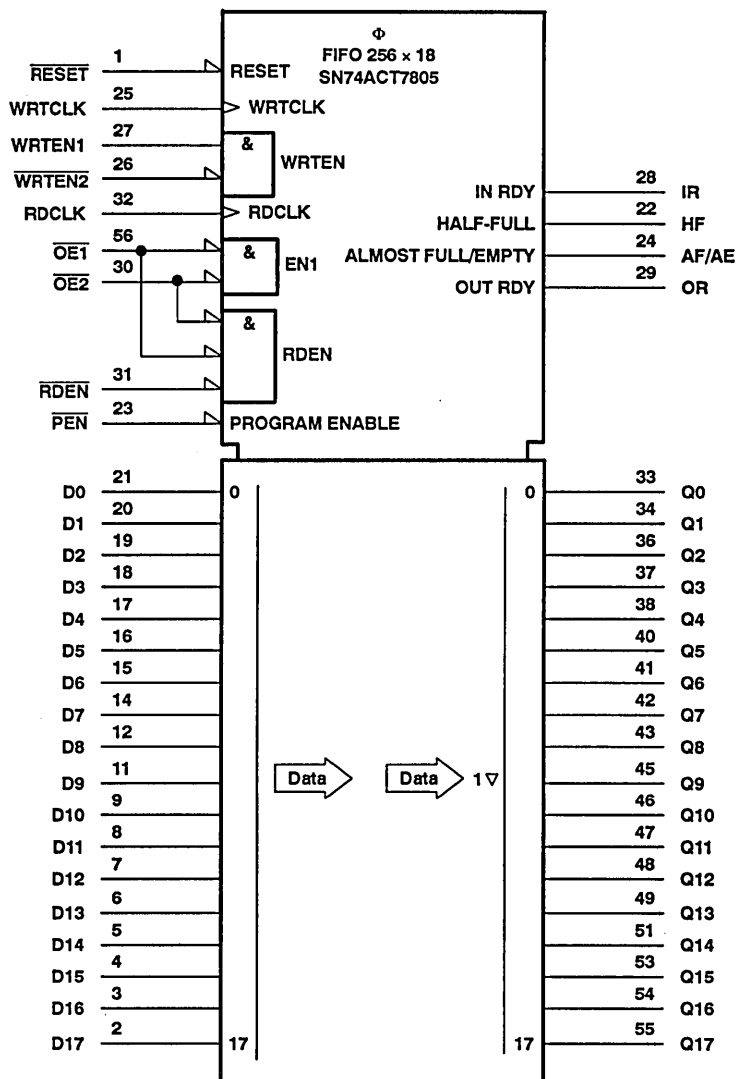 Φ
FIFO 256 × 18
SN74ACT7805
RESET 1 RESET
WRTCLK 25 WRTCLK
WRTEN1 27 &
WRTEN
WRTEN2 26
RDCLK 32 RDCLK
OE1 56 &
EN1
OE2 30
&
RDEN
RDEN 31
PEN 23 PROGRAM ENABLE
IN RDY 28 IR
HALF-FULL 22 HF
ALMOST FULL/EMPTY 24 AF/AE
OUT RDY 29 OR
D0 21 0 0 33 Q0
D1 20 34 Q1
D2 19 36 Q2
D3 18 37 Q3
D4 17 38 Q4
D5 16 40 Q5
D6 15 41 Q6
D7 14 42 Q7
D8 12 43 Q8
D9 11 Data Data 1▽ 45 Q9
D10 9 46 Q10
D11 8 47 Q11
D12 7 48 Q12
D13 6 49 Q13
D14 5 51 Q14
D15 4 53 Q15
D16 3 54 Q16
D17 2 17 17 55 Q17